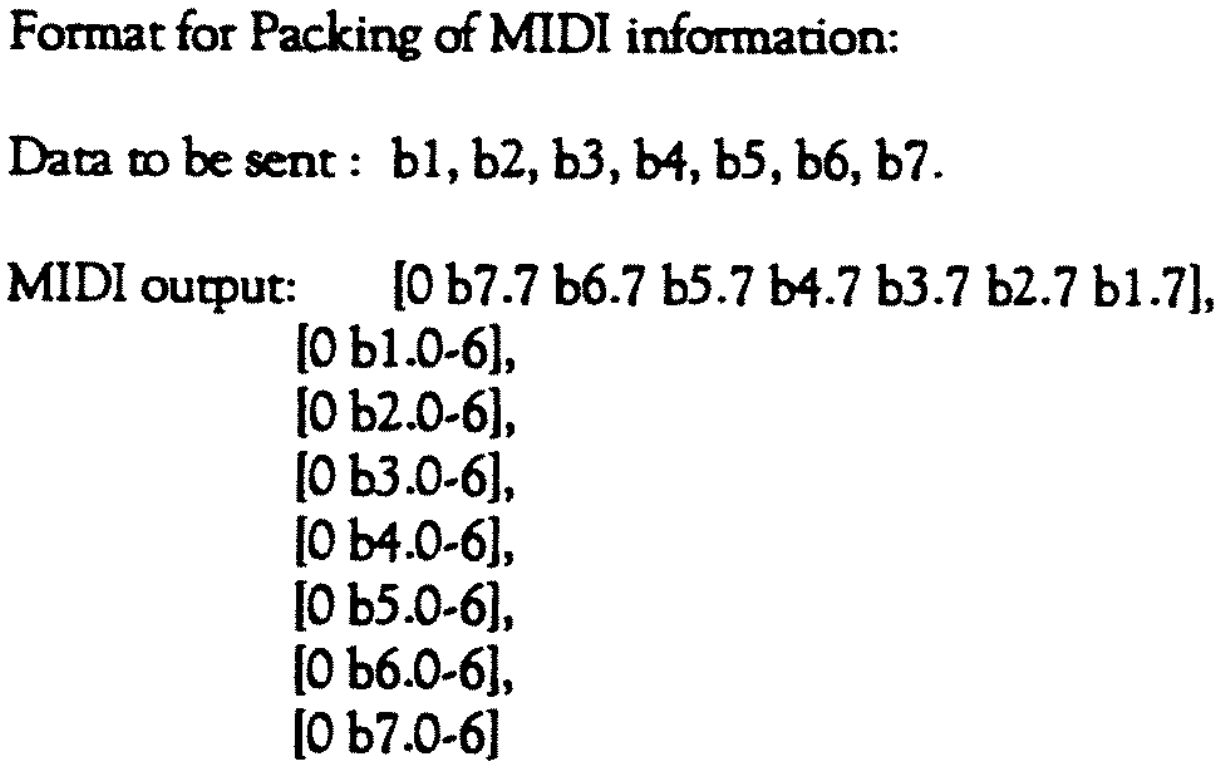 Format for Packing of MIDI information:
Data to be sent : b1, b2, b3, b4, b5, b6, b7.
MIDI output: [0 b7.7 b6.7 b5.7 b4.7 b3.7 b2.7 b1.7],
[0 b1.0-6],
[0 b2.0-6],
[0 b3.0-6],
[0 b4.0-6],
[0 b5.0-6],
[0 b6.0-6],
[0 b7.0-6]